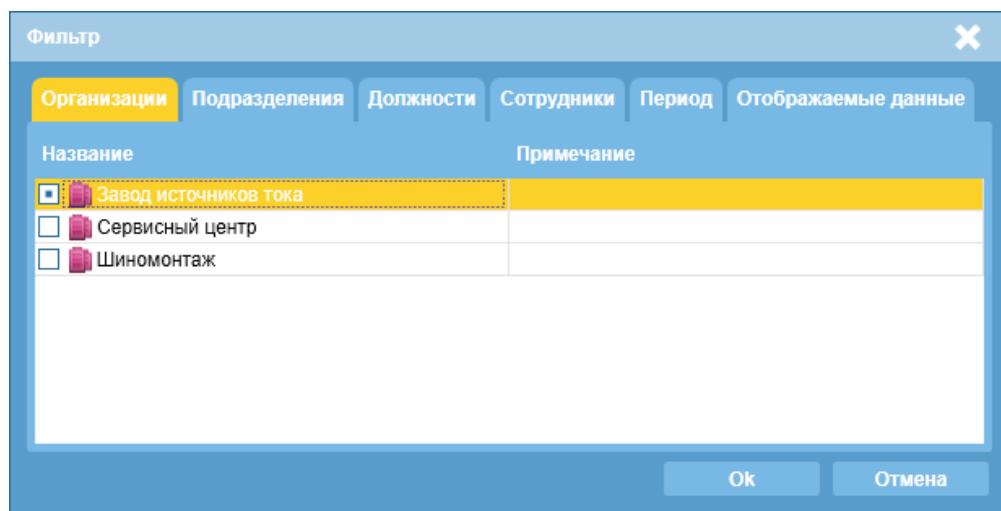 Фильтр
Организации Подразделения Должности Сотрудники Период Отображаемые данные
Название Примечание
Завод источников тока
Сервисный центр
Шиномонтаж
Ok Отмена